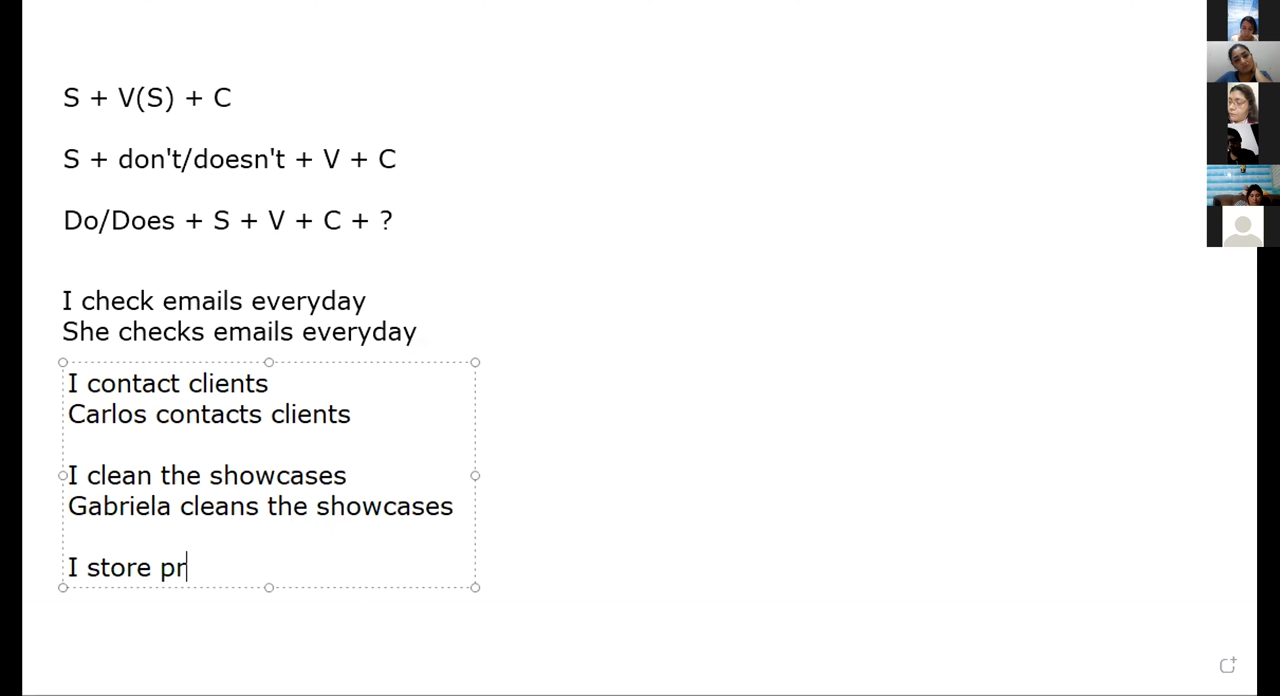 S + V(S) + C
S + don't/doesn't + V + C
Do/Does + S + V + C + ?
I check emails everyday
She checks emails everyday
I contact clients
Carlos contacts clients
I clean the showcases
Gabriela cleans the showcases
I store pr